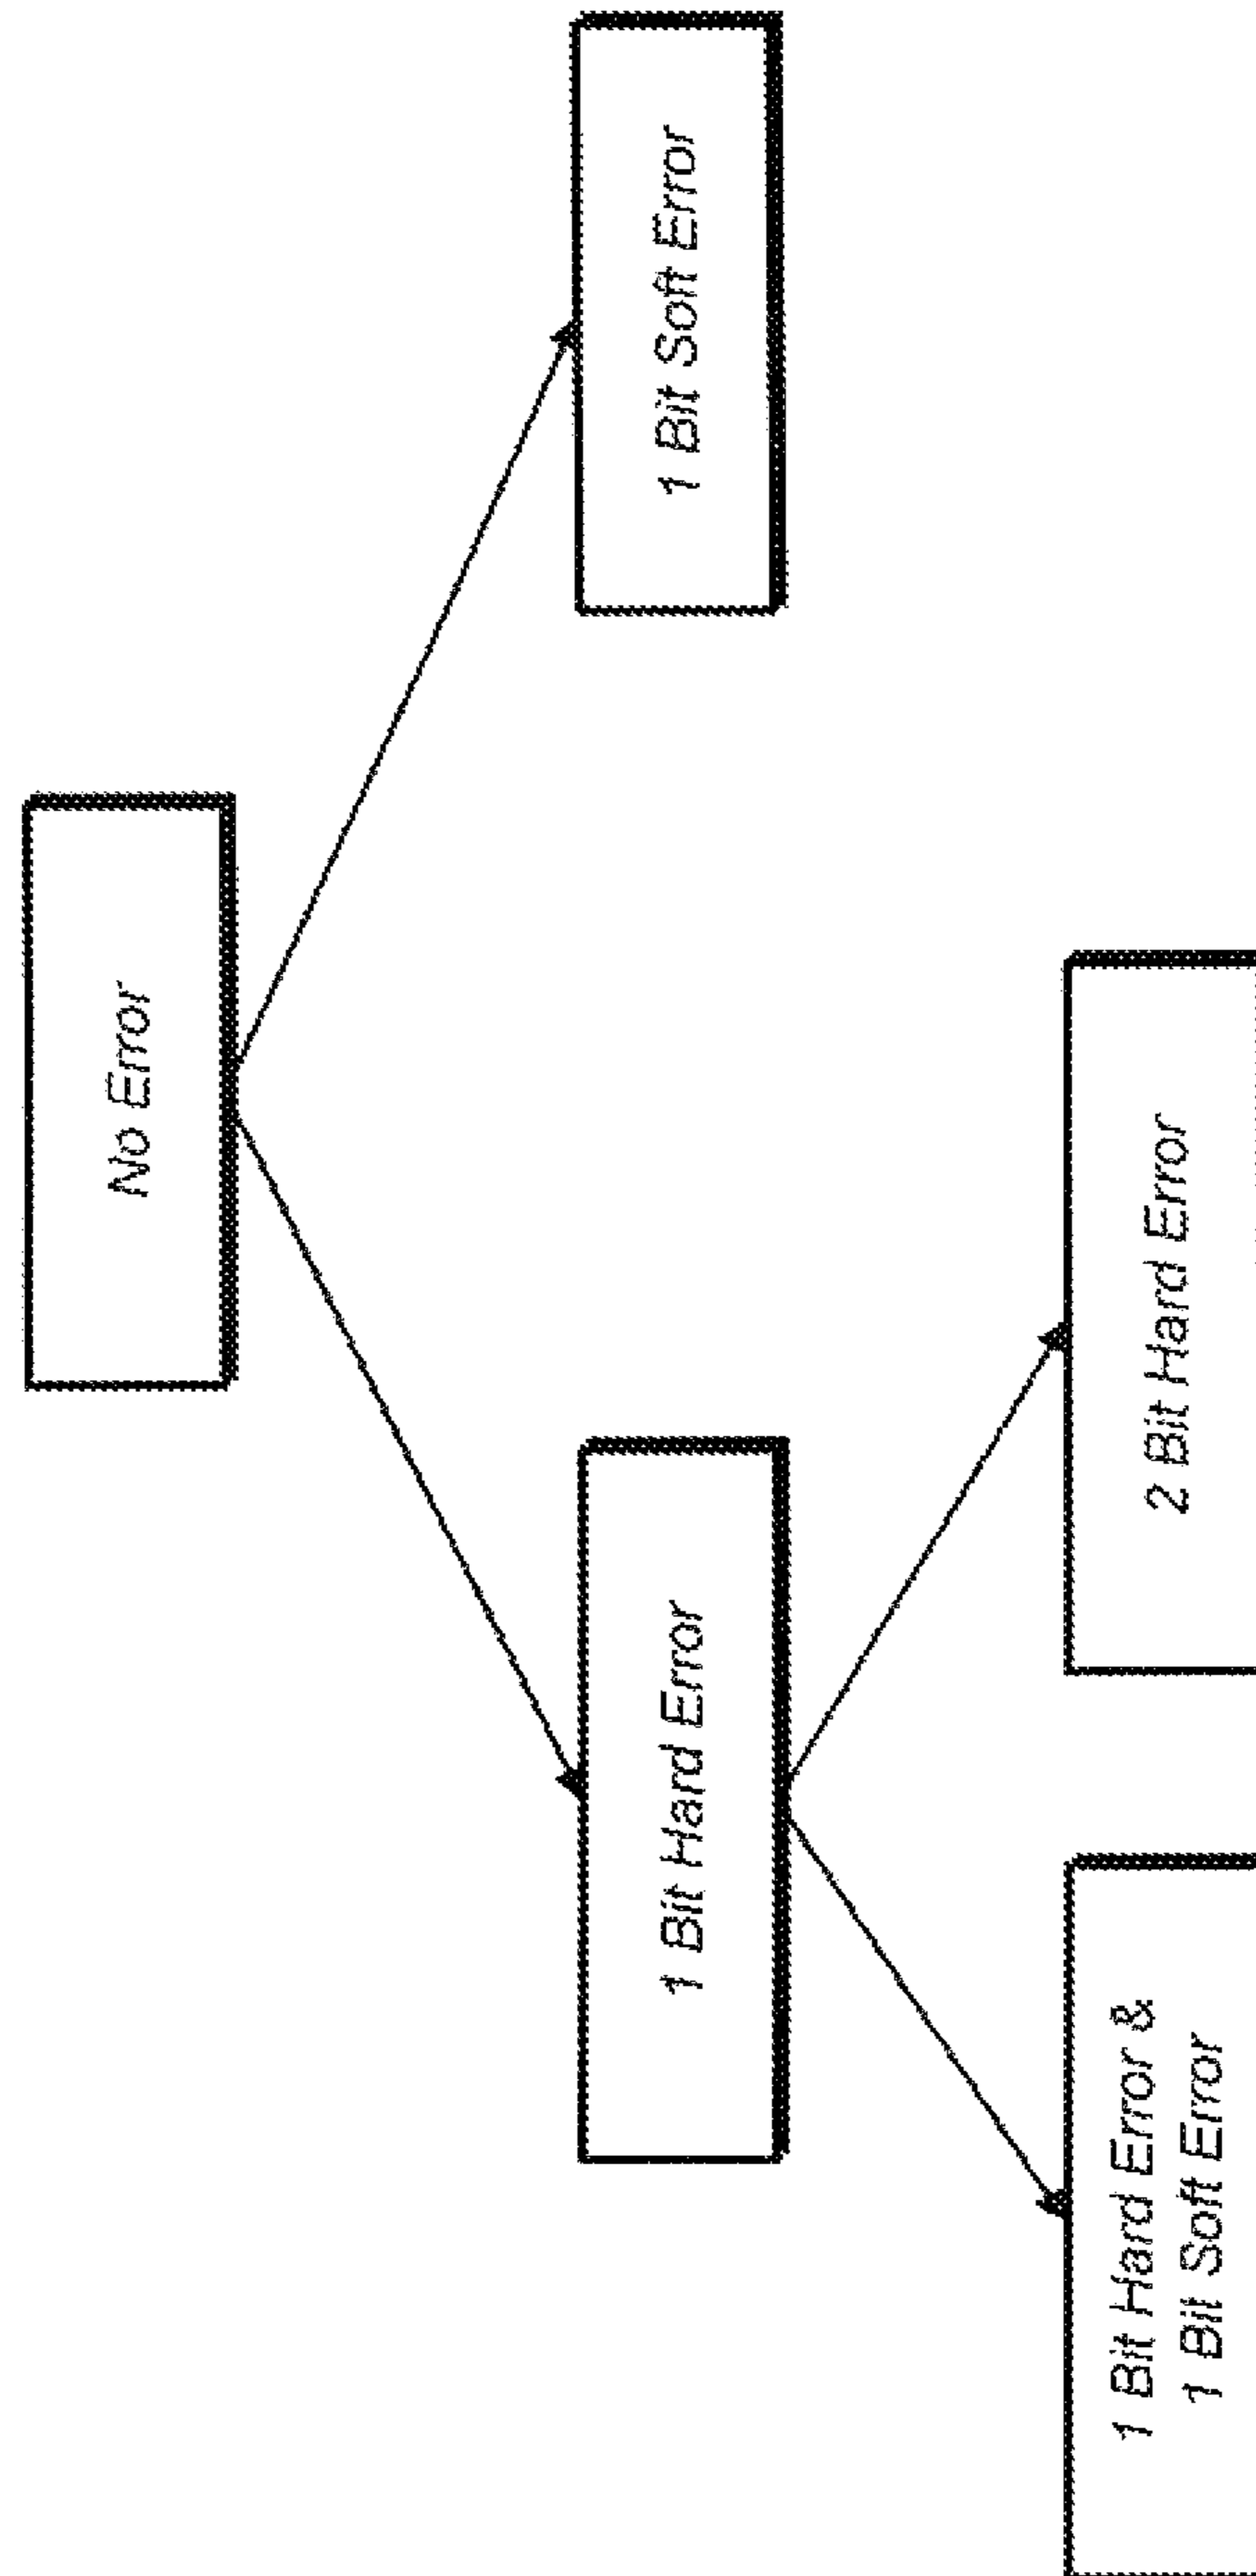 No Error
1 Bit Hard Error
1 Bit Soft Error
1 Bit Hard Error &
1 Bit Soft Error
2 Bit Hard Error